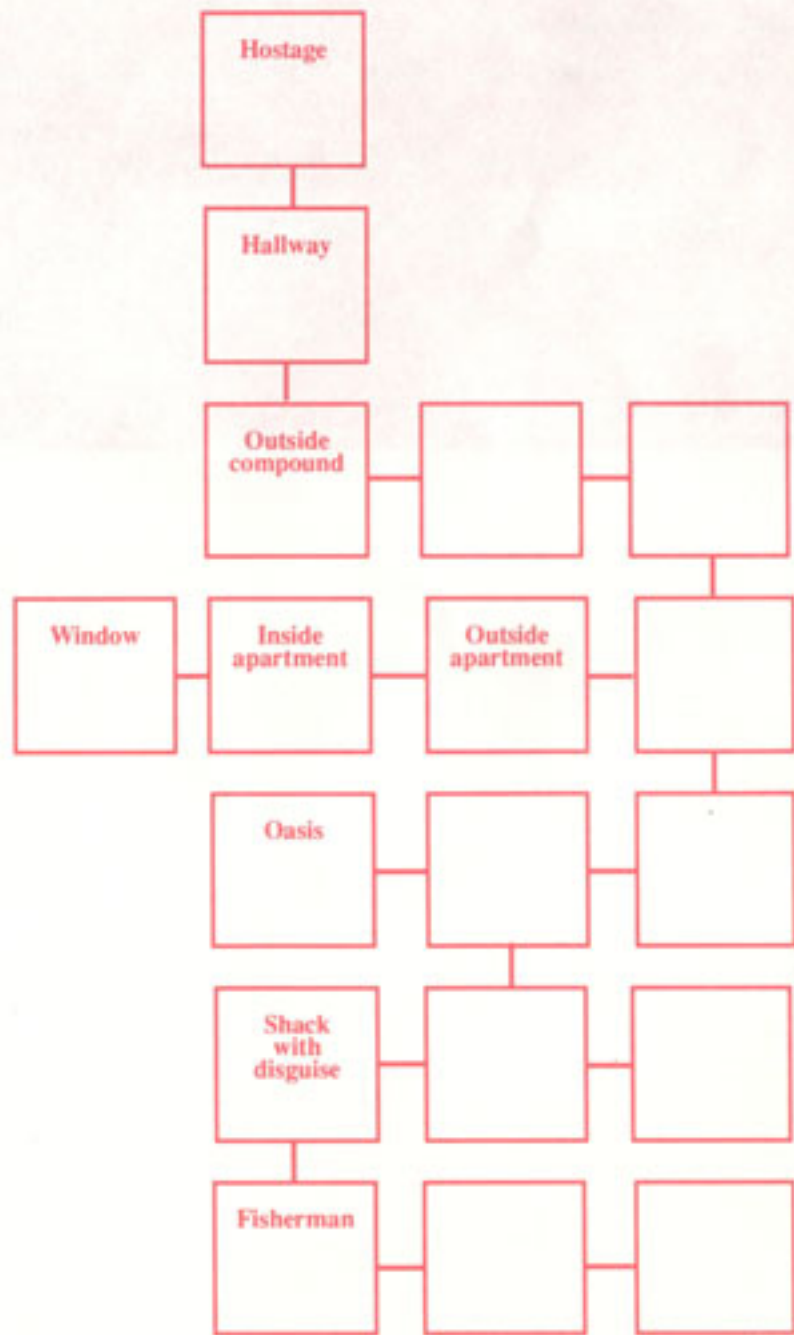 Hostage
Hallway
Outside
compound
Window
Inside
apartment
Outside
apartment
Oasis
Shack
with
disguise
Fisherman